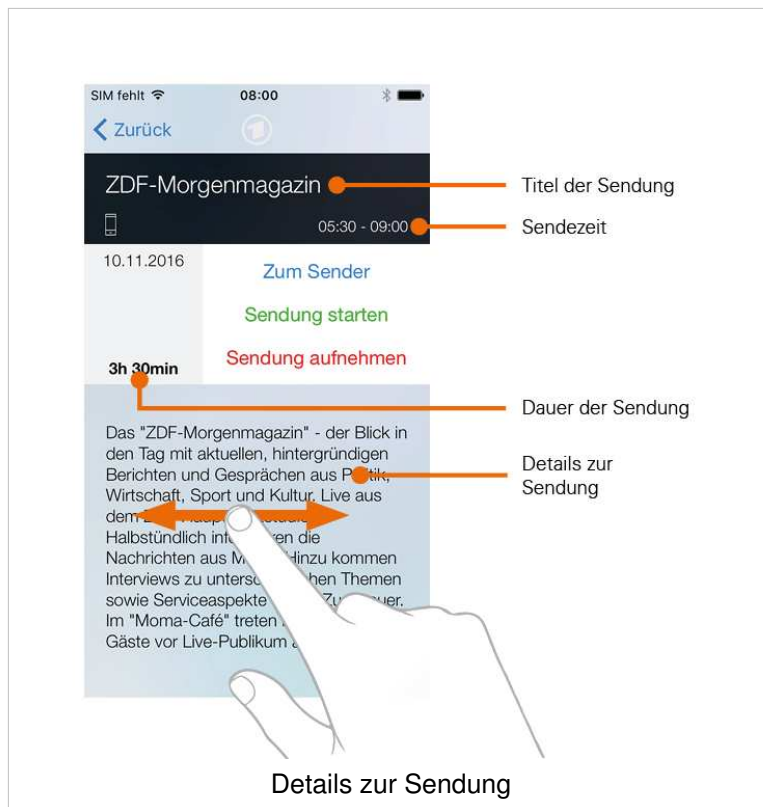 SIM fehlt 08:00
Zurück
ZDF-Morgenmagazin
Titel der Sendung
05:30 - 09:00
Sendezeit
10.11.2016
Zum Sender
Sendung starten
3h 30min
Sendung aufnehmen
Dauer der Sendung
Das "ZDF-Morgenmagazin" - der Blick in
den Tag mit aktuellen, hintergründigen
Berichten und Gesprächen aus
Wirtschaft, Sport und Kultur. Live aus
dem
Halbstündlich die
Nachrichten aus Hinzu kommen
Interviews zu Themen
sowie Serviceaspekte
Im "Moma-Café" treten
Gäste vor Live-Publikum
Details zur
Sendung
Details zur Sendung